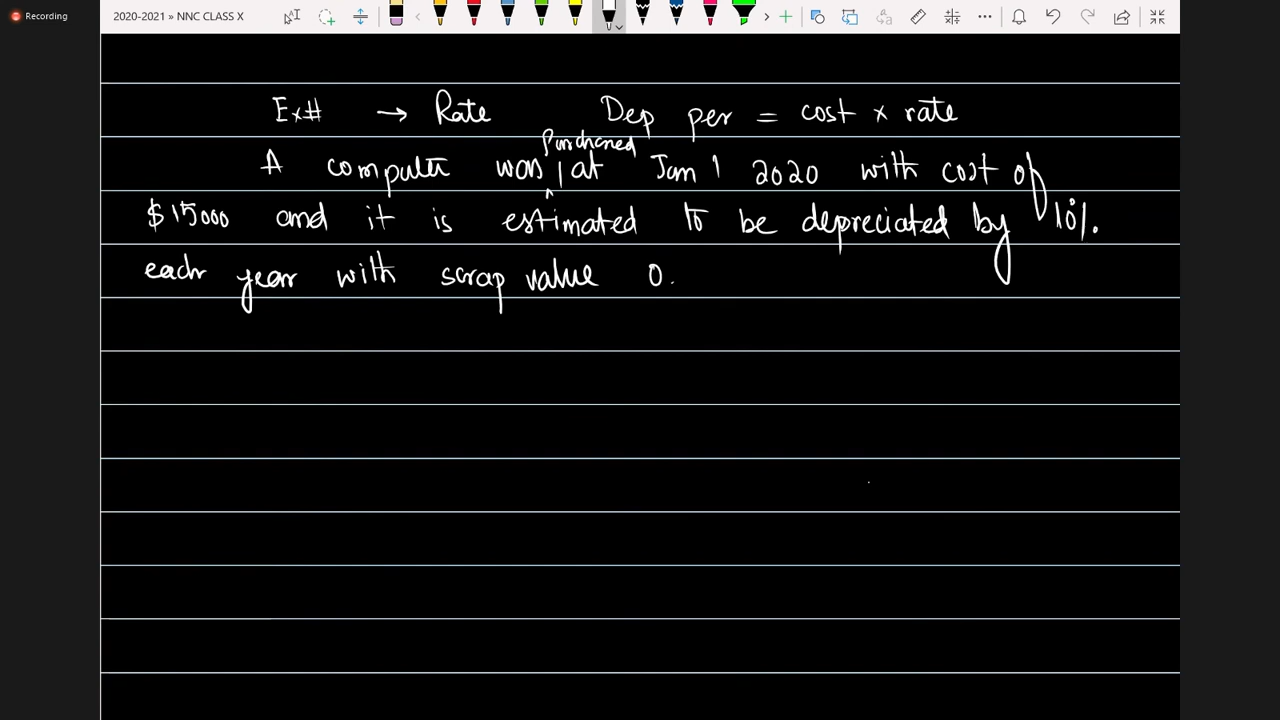 Recording
2020-2021 » NNC CLASS X
Ex# → Rate Dep per = cost x rate
purchased
A computer was at Jan 1 2020 with cost of
$15000 and it is estimated to be depreciated by 10%.
each year with scrap value 0.